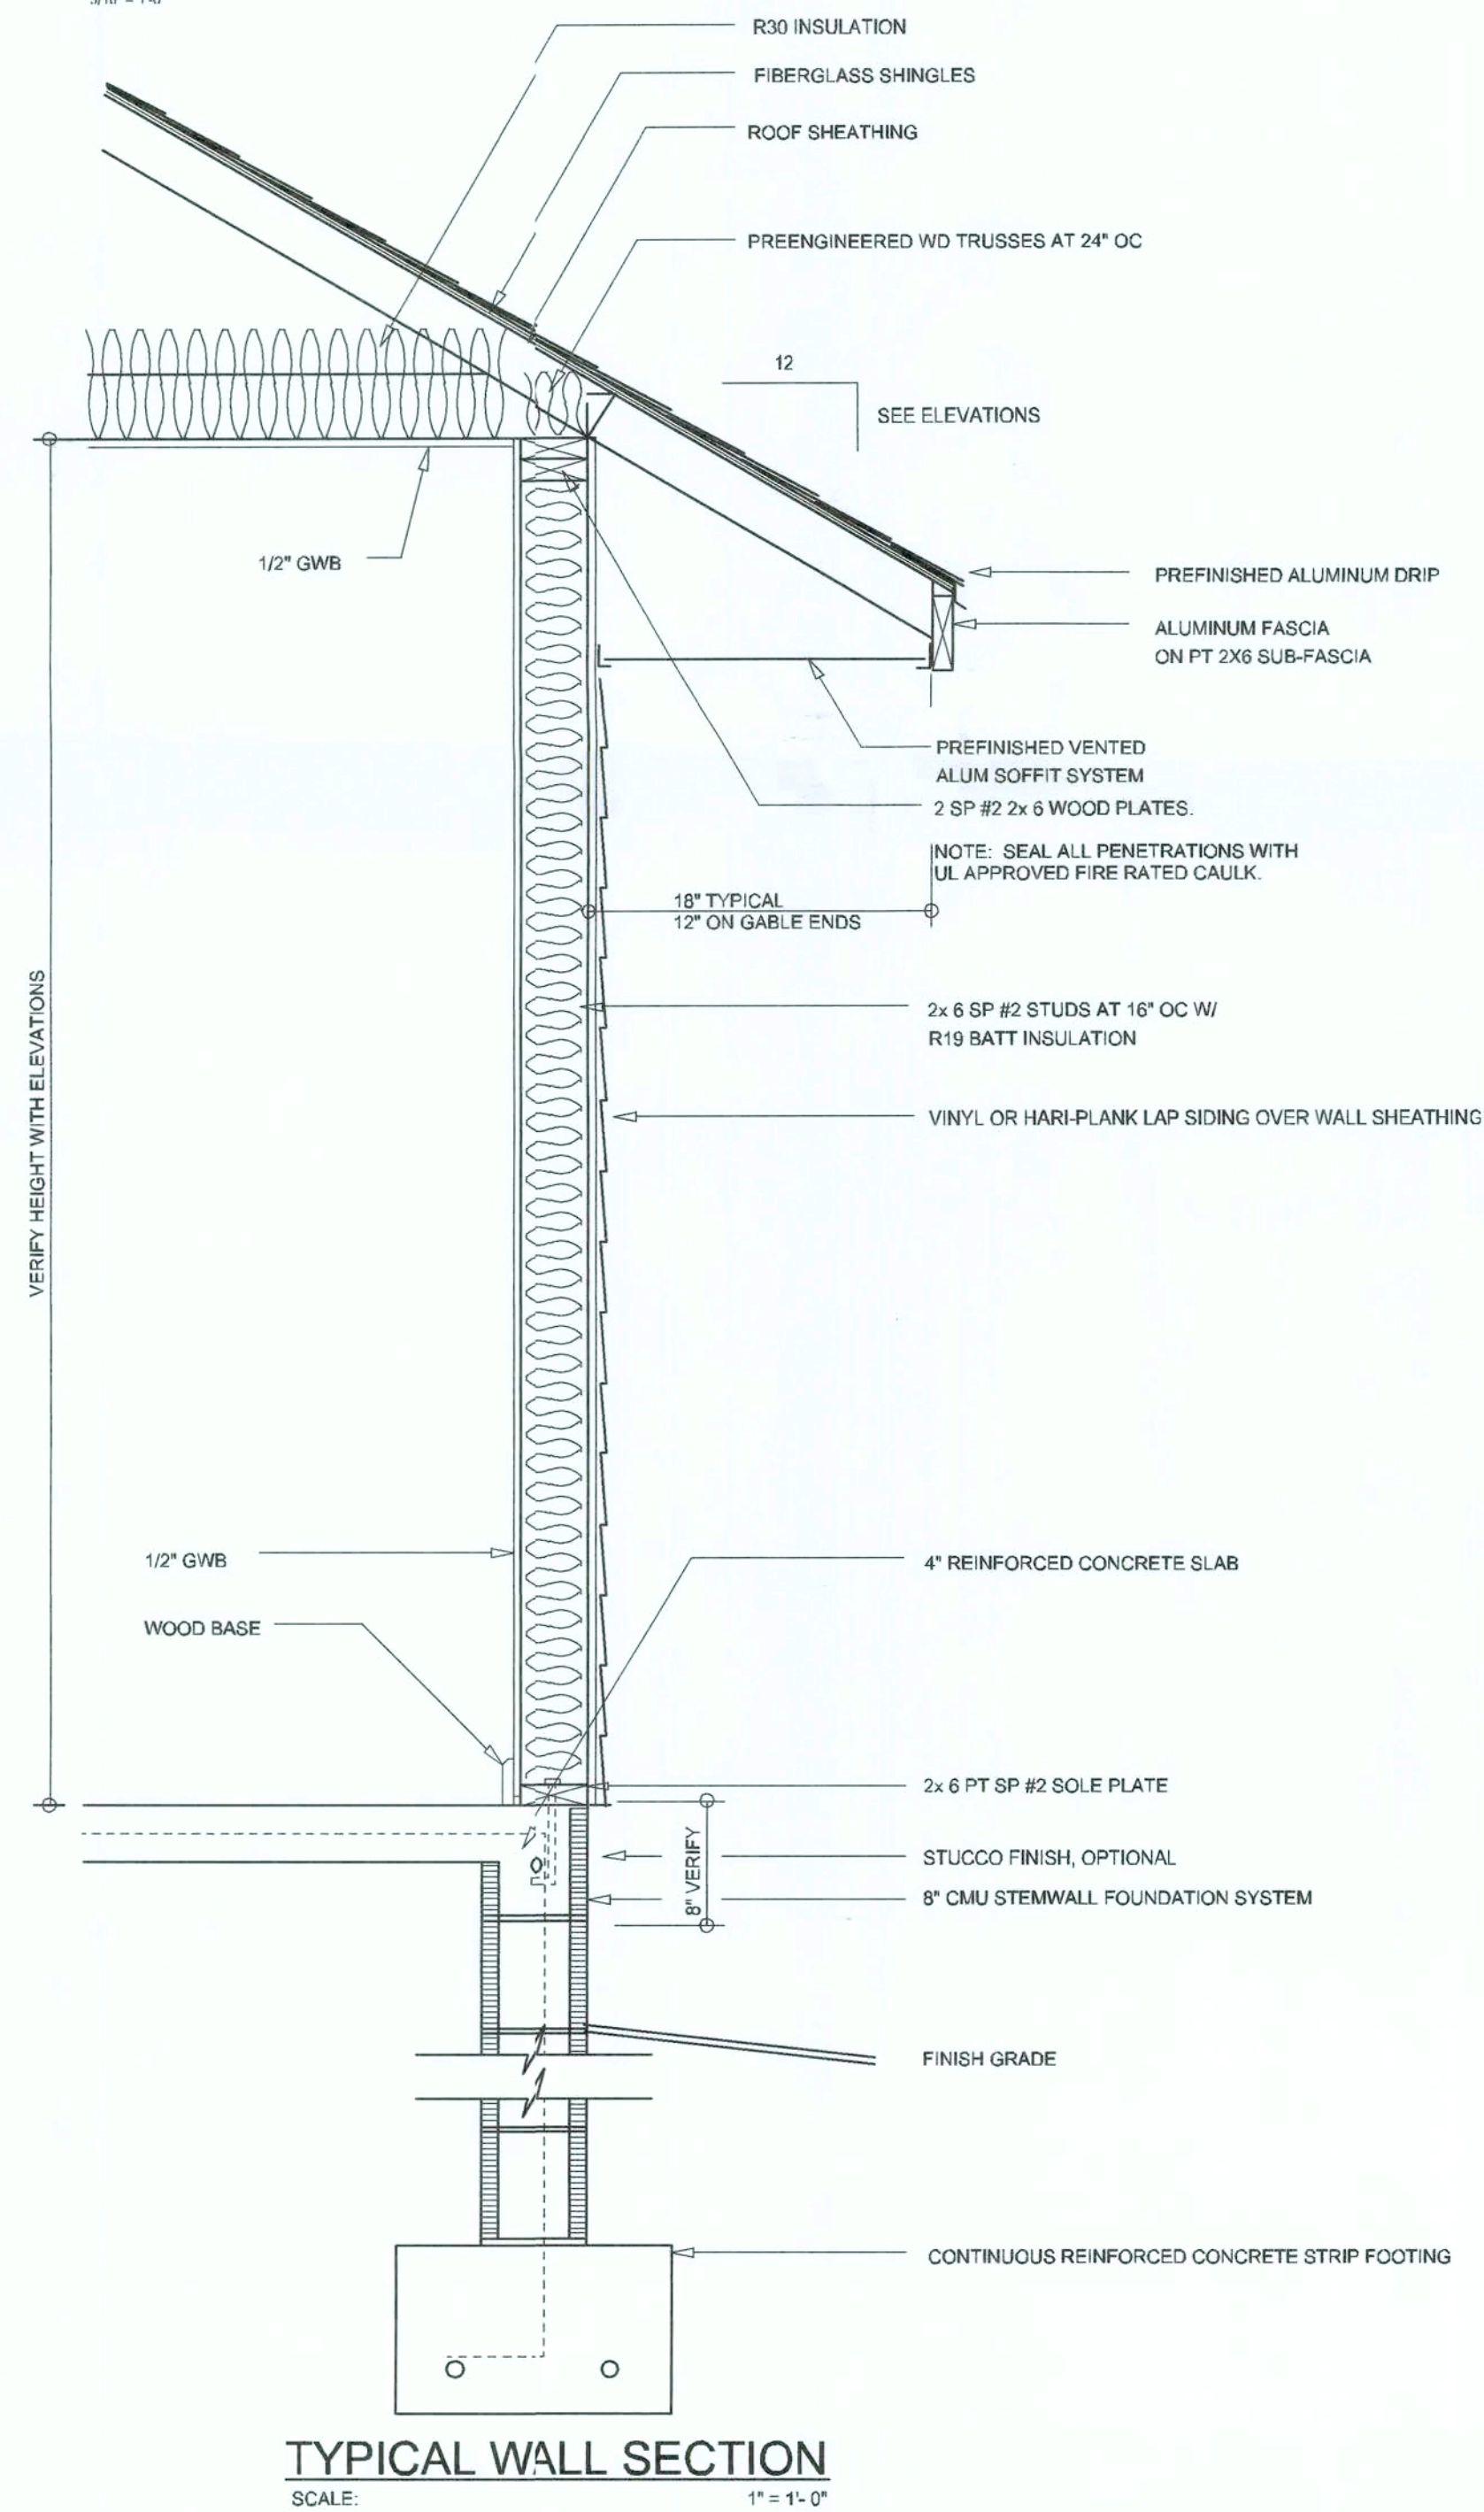 R30 INSULATION
FIBERGLASS SHINGLES
ROOF SHEATHING
PREENGINEERED WD TRUSSES AT 24" OC
12
SEE ELEVATIONS
1/2" GWB
PREFINISHED ALUMINUM DRIP
ALUMINUM FASCIA
ON PT 2X6 SUB-FASCIA
PREFINISHED VENTED
ALUM SOFFIT SYSTEM
2 SP #2 2x 6 WOOD PLATES.
NOTE: SEAL ALL PENETRATIONS WITH
UL APPROVED FIRE RATED CAULK.
18" TYPICAL
12" ON GABLE ENDS
VERIFY HEIGHT WITH ELEVATIONS
2x 6 SP #2 STUDS AT 16" OC W/
R19 BATT INSULATION
VINYL OR HARI-PLANK LAP SIDING OVER WALL SHEATHING
1/2" GWB
4" REINFORCED CONCRETE SLAB
WOOD BASE
2x 6 PT SP #2 SOLE PLATE
8" VERIFY
STUCCO FINISH, OPTIONAL
8" CMU STEMWALL FOUNDATION SYSTEM
FINISH GRADE
CONTINUOUS REINFORCED CONCRETE STRIP FOOTING
TYPICAL WALL SECTION
SCALE: 1" = 1'- 0"